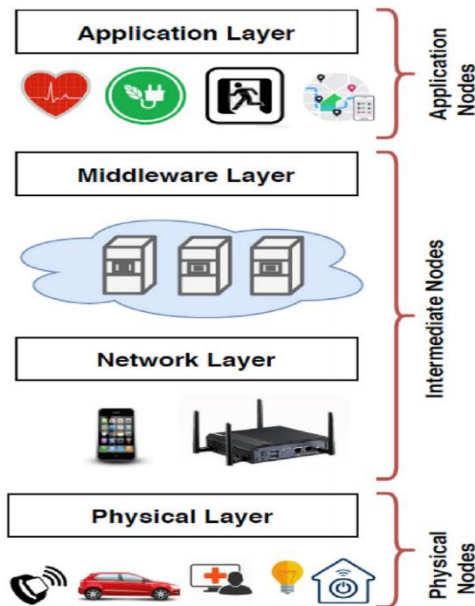 Application Layer
Application
Nodes
Middleware Layer
Intermediate Nodes
Network Layer
Physical Layer
Physical
Nodes